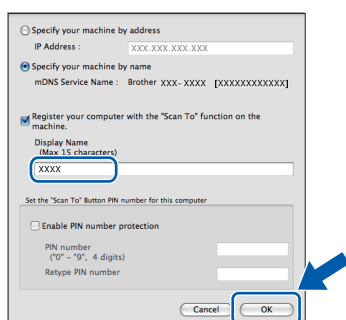 Specify your machine by address
IP Address : XXX.XXX.XXX.XXX
Specify your machine by name
mDNS Service Name : Brother XXX-XXXX [XXXXXXXXXXXX]
Register your computer with the "Scan To" function on the
machine.
Display Name
(Max 15 characters)
XXXX
Set the "Scan To" Button PIN number for this computer
Enable PIN number protection
PIN number
("0" - "9", 4 digits)
Retype PIN number
Cancel OK